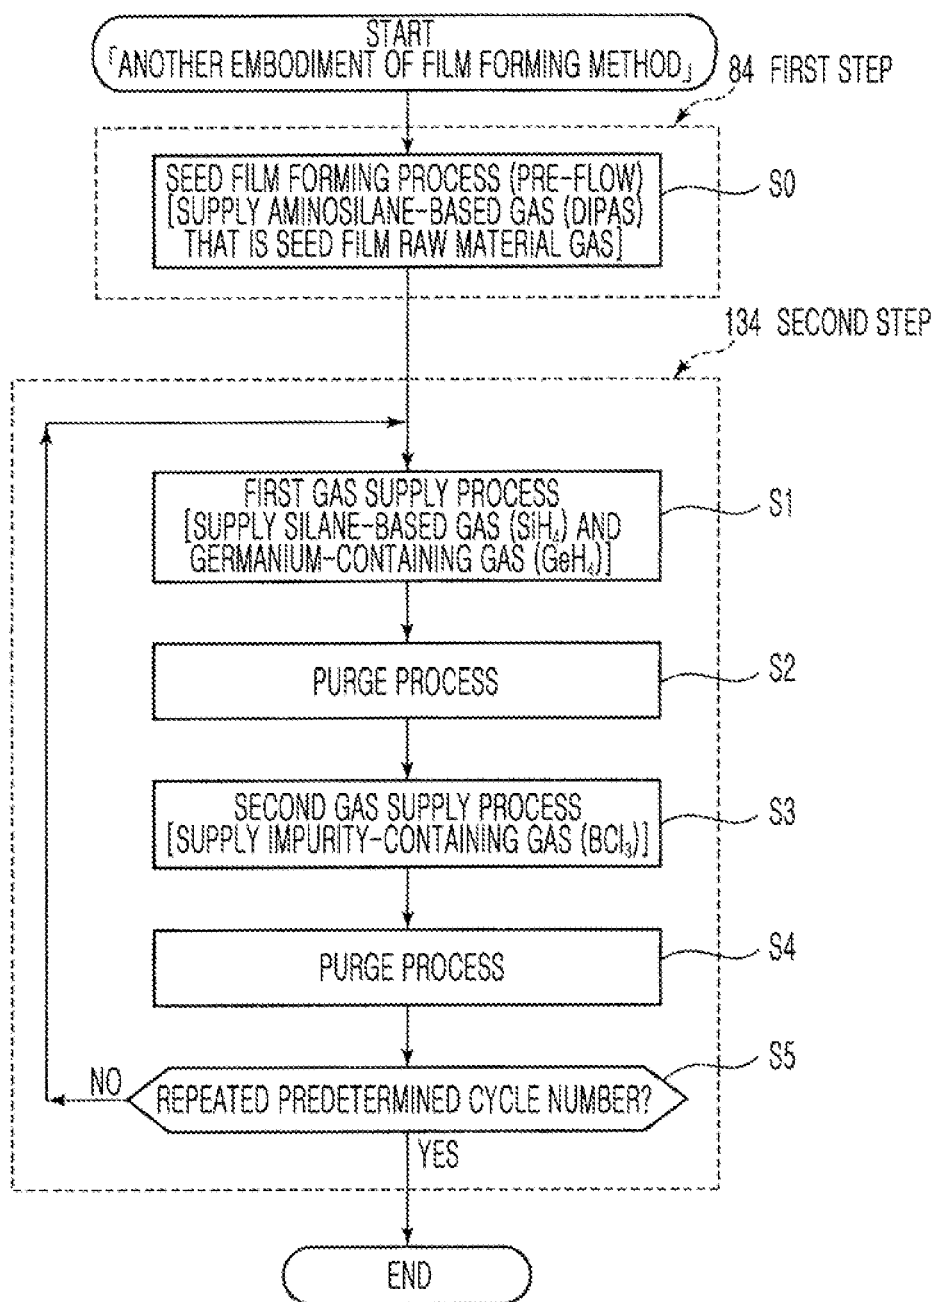 START
「ANOTHER EMBODIMENT OF FILM FORMING METHOD」
84 FIRST STEP
SEED FILM FORMING PROCESS (PRE-FLOW)
[SUPPLY AMINOSILANE-BASED GAS (DIPAS)
THAT IS SEED FILM RAW MATERIAL GAS]
S0
134 SECOND STEP
FIRST GAS SUPPLY PROCESS
[SUPPLY SILANE-BASED GAS (SiH₄) AND
GERMANIUM-CONTAINING GAS (GeH₄)]
S1
PURGE PROCESS
S2
SECOND GAS SUPPLY PROCESS
[SUPPLY IMPURITY-CONTAINING GAS (BCl₃)]
S3
PURGE PROCESS
S4
REPEATED PREDETERMINED CYCLE NUMBER?
S5
NO
YES
END